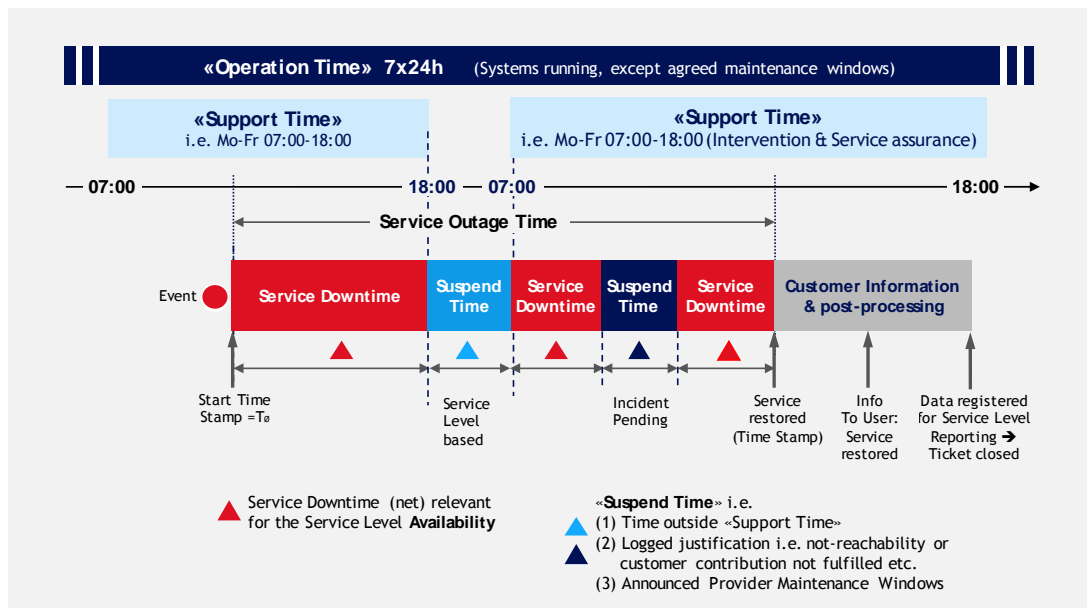 «Operation Time» 7x24h (Systems running, except agreed maintenance windows)
«Support Time»
i.e. Mo-Fr 07:00-18:00
«Support Time»
i.e. Mo-Fr 07:00-18:00 (Intervention & Service assurance)
07:00 18:00 07:00 18:00
Service Outage Time
Event
Service Downtime
Suspend
Time
Service
Downtime
Suspend
Time
Service
Downtime
Customer Information
& post-processing
Start Time
Stamp =Tø
Service
Level
based
Incident
Pending
Service
restored
(Time Stamp)
Info
To User:
Service
restored
Data registered
for Service Level
Reporting ➔
Ticket closed
Service Downtime (net) relevant
for the Service Level Availability
«Suspend Time» i.e.
(1) Time outside «Support Time»
(2) Logged justification i.e. not-reachability or
customer contribution not fulfilled etc.
(3) Announced Provider Maintenance Windows